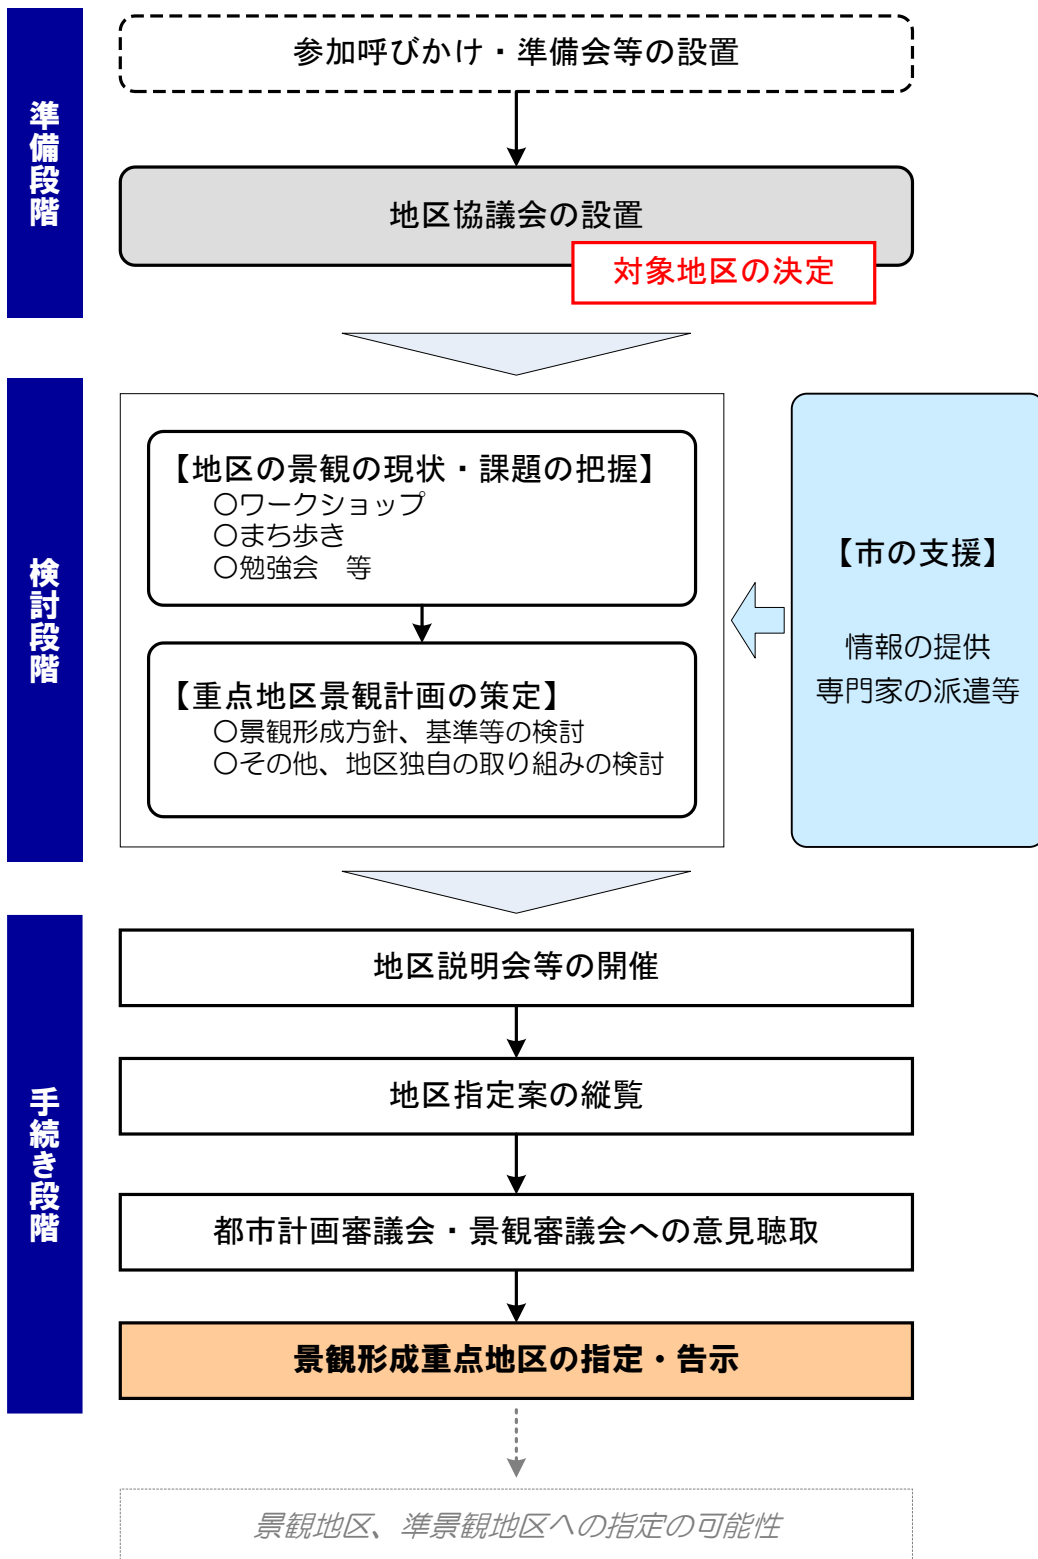 準備段階
参加呼びかけ・準備会等の設置
地区協議会の設置
対象地区の決定
検討段階
【地区の景観の現状・課題の把握】
○ワークショップ
○まち歩き
○勉強会　等
【重点地区景観計画の策定】
○景観形成方針、基準等の検討
○その他、地区独自の取り組みの検討
【市の支援】
情報の提供
専門家の派遣等
手続き段階
地区説明会等の開催
地区指定案の縦覧
都市計画審議会・景観審議会への意見聴取
景観形成重点地区の指定・告示
景観地区、準景観地区への指定の可能性